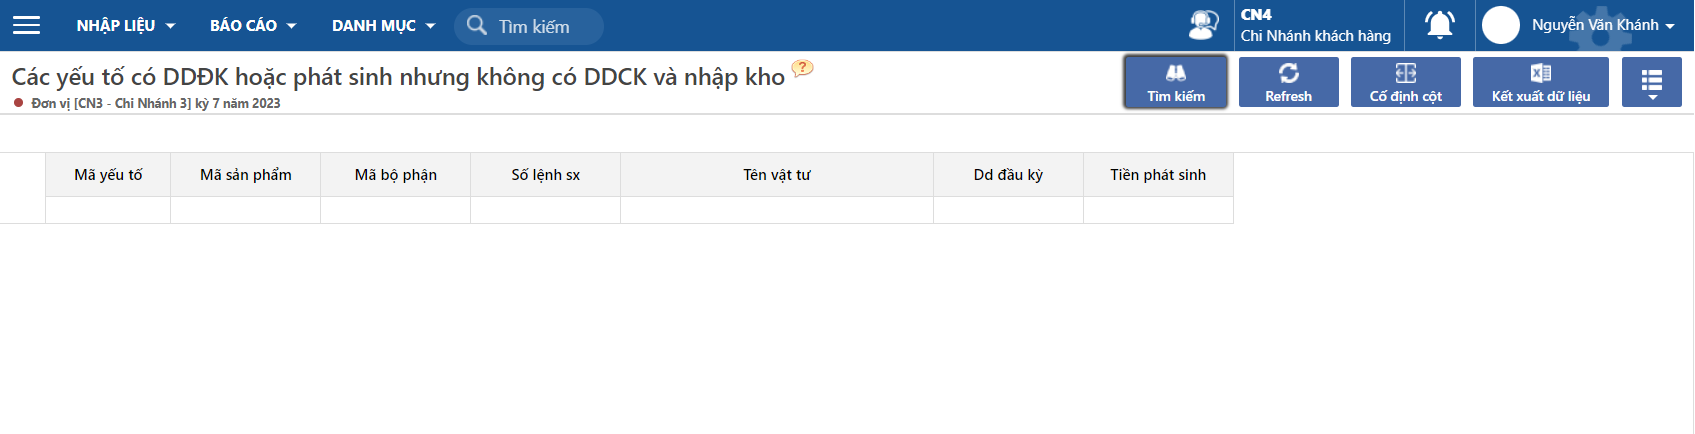 NHẬP LIỆU BÁO CÁO DANH MỤC Tìm kiếm CN4 Nguyễn Văn Khánh
Chi Nhánh khách hàng
Các yếu tố có DDĐK hoặc phát sinh nhưng không có DDCK và nhập kho ?
Đơn vị [CN3 - Chi Nhánh 3] kỳ 7 năm 2023
Tìm kiếm Refresh Cố định cột Kết xuất dữ liệu
Mã yếu tố Mã sản phẩm Mã bộ phận Số lệnh sx Tên vật tư Dd đầu kỳ Tiền phát sinh